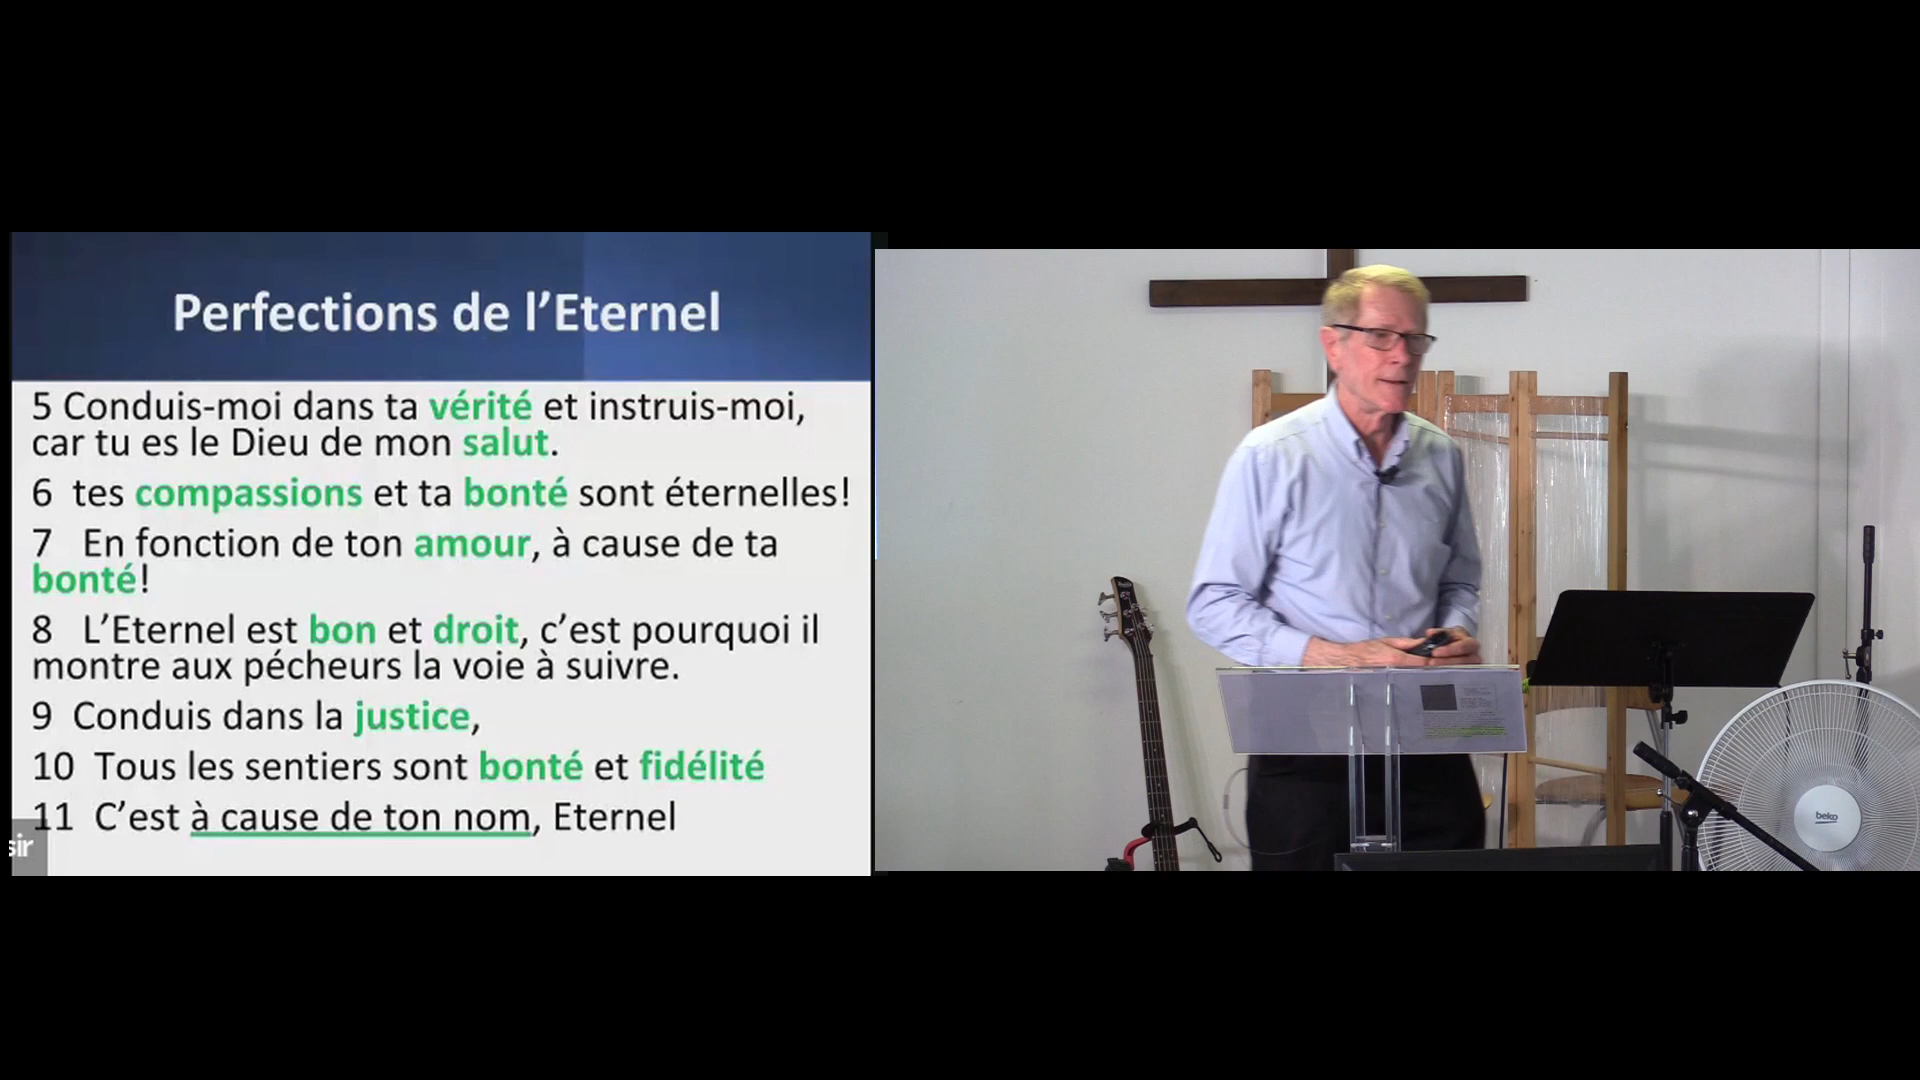 Perfections de l’Eternel
5 Conduis-moi dans ta vérité et instruis-moi,
car tu es le Dieu de mon salut.
6 tes compassions et ta bonté sont éternelles!
7 En fonction de ton amour, à cause de ta
bonté!
8 L’Eternel est bon et droit, c’est pourquoi il
montre aux pécheurs la voie à suivre.
9 Conduis dans la justice,
10 Tous les sentiers sont bonté et fidélité
11 C’est à cause de ton nom, Eternel
sir
beko